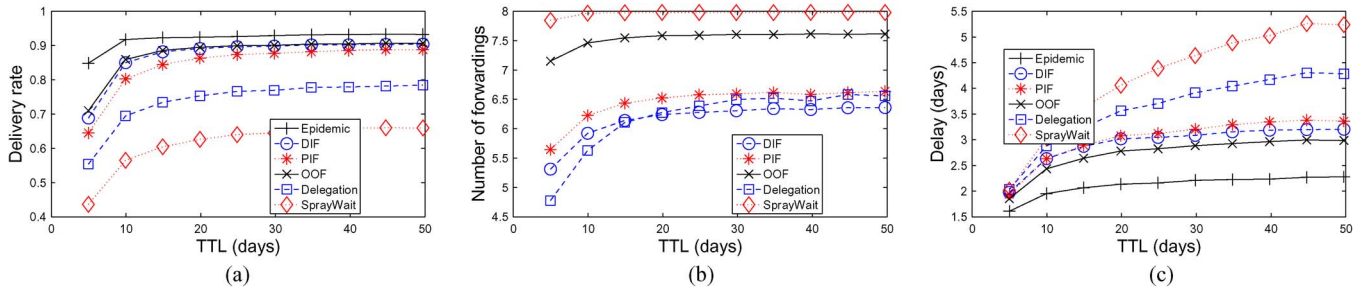 1
0.9
0.8
0.7
0.6
0.5
0.4
0 10 20 30 40 50
Delivery rate
TTL (days)
Epidemic
DIF
PIF
OOF
Delegation
SprayWait
(a)
8
7.5
7
6.5
6
5.5
5
4.5
0 10 20 30 40 50
Number of forwardings
TTL (days)
DIF
PIF
OOF
Delegation
SprayWait
(b)
5.5
5
4.5
4
3.5
3
2.5
2
1.5
0 10 20 30 40 50
Delay (days)
TTL (days)
Epidemic
DIF
PIF
OOF
Delegation
SprayWait
(c)